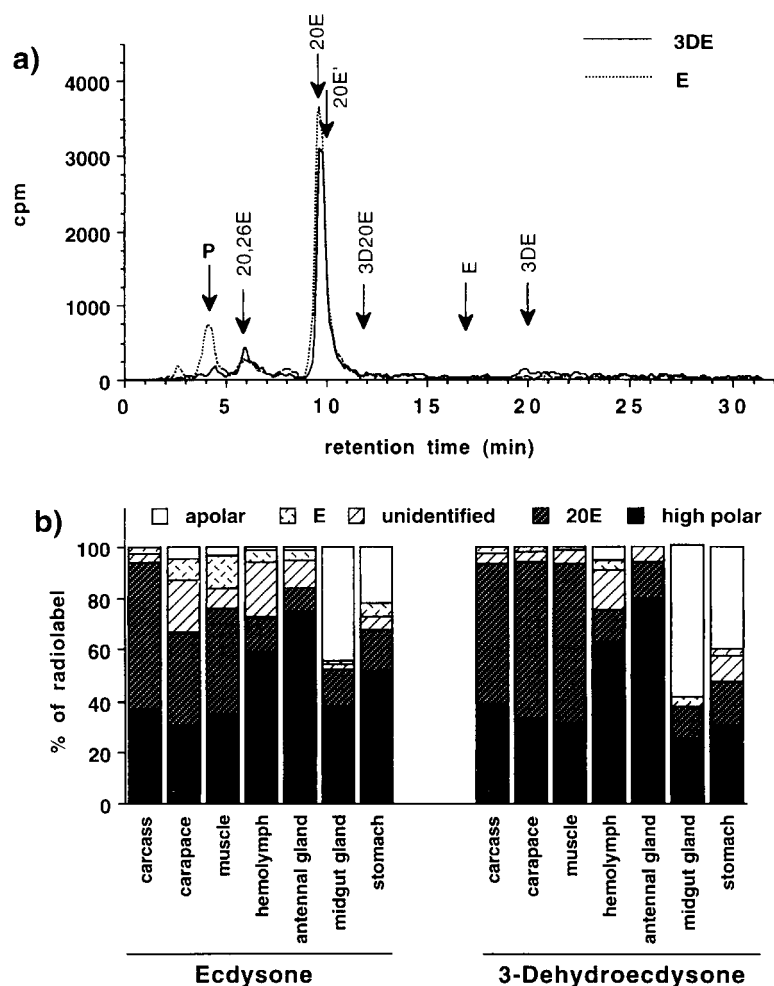 a)
20E
20E'
3DE
E
4000
3000
2000
1000
0
cpm
P
20,26E
3D20E
E
3DE
0 5 10 15 20 25 30
retention time (min)
b)
apolar E unidentified 20E high polar
100
80
60
40
20
0
% of radiolabel
carcass
carapace
muscle
hemolymph
antennal gland
midgut gland
stomach
carcass
carapace
muscle
hemolymph
antennal gland
midgut gland
stomach
Ecdysone
3-Dehydroecdysone